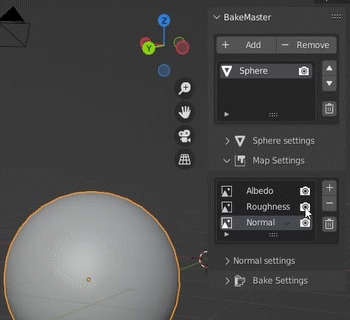 BakeMaster
+ Add − Remove
Sphere
Sphere settings
Map Settings
Albedo
Roughness
Normal
Normal settings
Bake Settings
Z
Y